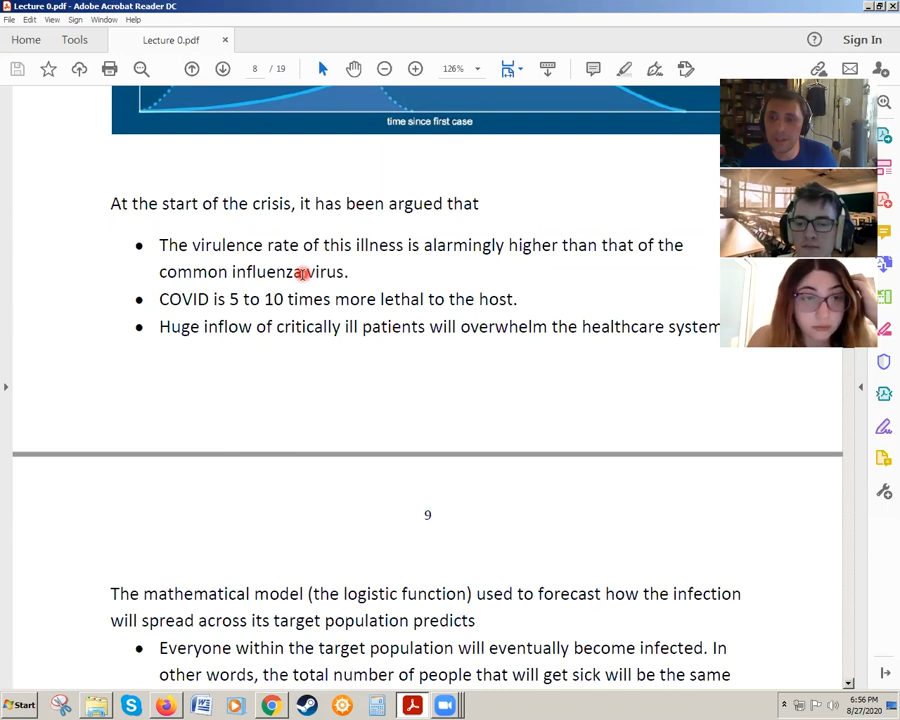 Lecture 0.pdf - Adobe Acrobat Reader DC
File Edit View Sign Window Help
Home Tools Lecture 0.pdf × Sign In
8 / 19 126%
time since first case
At the start of the crisis, it has been argued that
• The virulence rate of this illness is alarmingly higher than that of the
common influenza virus.
• COVID is 5 to 10 times more lethal to the host.
• Huge inflow of critically ill patients will overwhelm the healthcare system
9
The mathematical model (the logistic function) used to forecast how the infection
will spread across its target population predicts
• Everyone within the target population will eventually become infected. In
other words, the total number of people that will get sick will be the same
Start
6:56 PM
8/27/2020